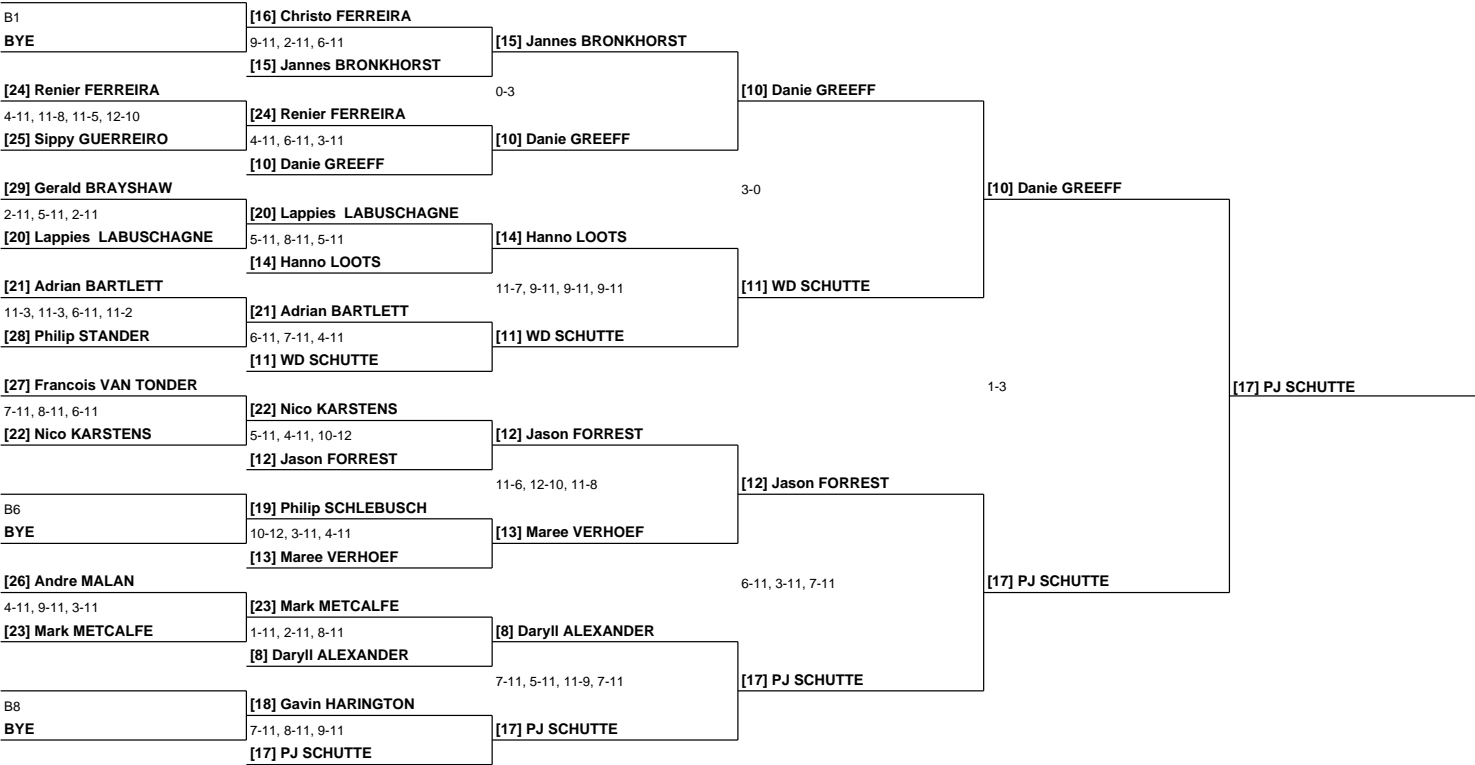 B1
BYE
[24] Renier FERREIRA
4-11, 11-8, 11-5, 12-10
[25] Sippy GUERREIRO
[29] Gerald BRAYSHAW
2-11, 5-11, 2-11
[20] Lappies  LABUSCHAGNE
[21] Adrian BARTLETT
11-3, 11-3, 6-11, 11-2
[28] Philip STANDER
[27] Francois VAN TONDER
7-11, 8-11, 6-11
[22] Nico KARSTENS
B6
BYE
[26] Andre MALAN
4-11, 9-11, 3-11
[23] Mark METCALFE
B8
BYE
[16] Christo FERREIRA
9-11, 2-11, 6-11
[15] Jannes BRONKHORST
[24] Renier FERREIRA
4-11, 6-11, 3-11
[10] Danie GREEFF
[20] Lappies  LABUSCHAGNE
5-11, 8-11, 5-11
[14] Hanno LOOTS
[21] Adrian BARTLETT
6-11, 7-11, 4-11
[11] WD SCHUTTE
[22] Nico KARSTENS
5-11, 4-11, 10-12
[12] Jason FORREST
[19] Philip SCHLEBUSCH
10-12, 3-11, 4-11
[13] Maree VERHOEF
[23] Mark METCALFE
1-11, 2-11, 8-11
[8] Daryll ALEXANDER
[18] Gavin HARINGTON
7-11, 8-11, 9-11
[17] PJ SCHUTTE
[15] Jannes BRONKHORST
0-3
[10] Danie GREEFF
[14] Hanno LOOTS
11-7, 9-11, 9-11, 9-11
[11] WD SCHUTTE
[12] Jason FORREST
11-6, 12-10, 11-8
[13] Maree VERHOEF
[8] Daryll ALEXANDER
7-11, 5-11, 11-9, 7-11
[17] PJ SCHUTTE
[10] Danie GREEFF
3-0
[11] WD SCHUTTE
[12] Jason FORREST
6-11, 3-11, 7-11
[17] PJ SCHUTTE
[10] Danie GREEFF
1-3
[17] PJ SCHUTTE
[17] PJ SCHUTTE